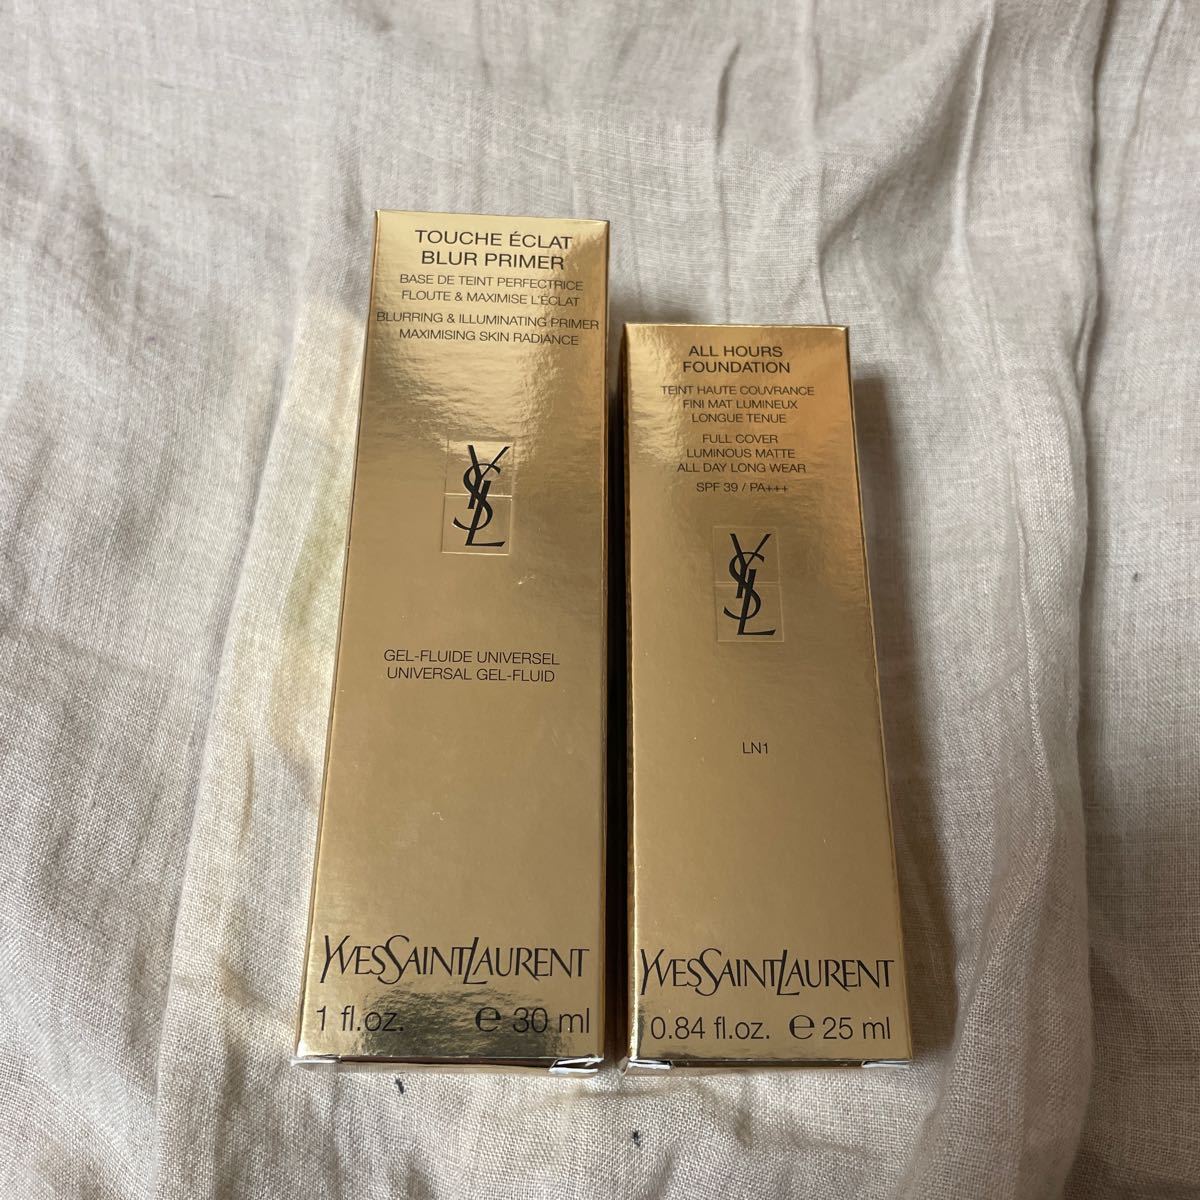 TOUCHE ÉCLAT
BLUR PRIMER
BASE DE TEINT PERFECTRICE
FLOUTE & MAXIMISE L'ÉCLAT
BLURRING & ILLUMINATING PRIMER
MAXIMISING SKIN RADIANCE
YSL
GEL-FLUIDE UNIVERSEL
UNIVERSAL GEL-FLUID
YVESSAINTLAURENT
1 fl.oz. ℮ 30 ml
ALL HOURS
FOUNDATION
TEINT HAUTE COUVRANCE
FINI MAT LUMINEUX
LONGUE TENUE
FULL COVER
LUMINOUS MATTE
ALL DAY LONG WEAR
SPF 39 / PA+++
YSL
LN1
YVESSAINTLAURENT
0.84 fl.oz. ℮ 25 ml